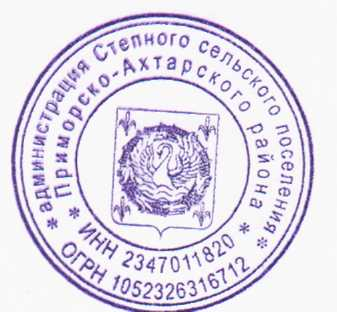 администрация Степного сельского поселения *
Приморско-Ахтарского района *
* ИНН 2347011820 *
* ОГРН 1052326316712